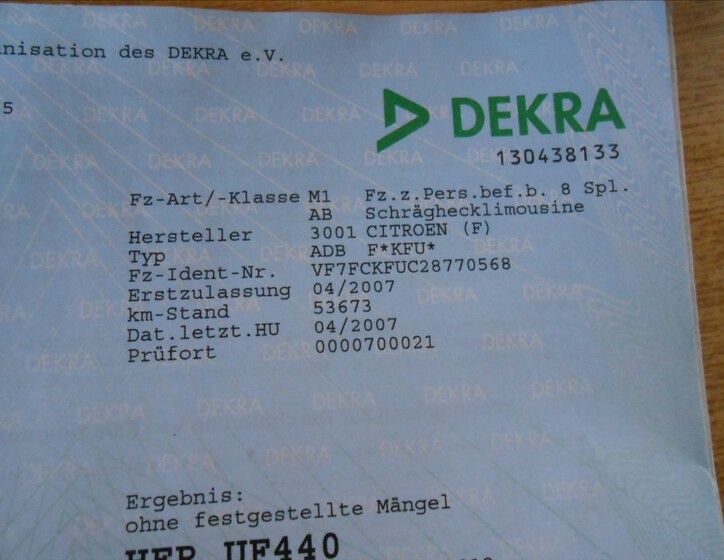 nisation des DEKRA e.V.
5
DEKRA
130438133
Fz-Art/-Klasse M1 Fz.z.Pers.bef.b. 8 Spl.
AB Schräghecklimousine
Hersteller 3001 CITROEN (F)
Typ ADB F*KFU*
Fz-Ident-Nr. VF7FCKFUC28770568
Erstzulassung 04/2007
km-Stand 53673
Dat.letzt.HU 04/2007
Prüfort 0000700021
Ergebnis:
ohne festgestellte Mängel
UF440